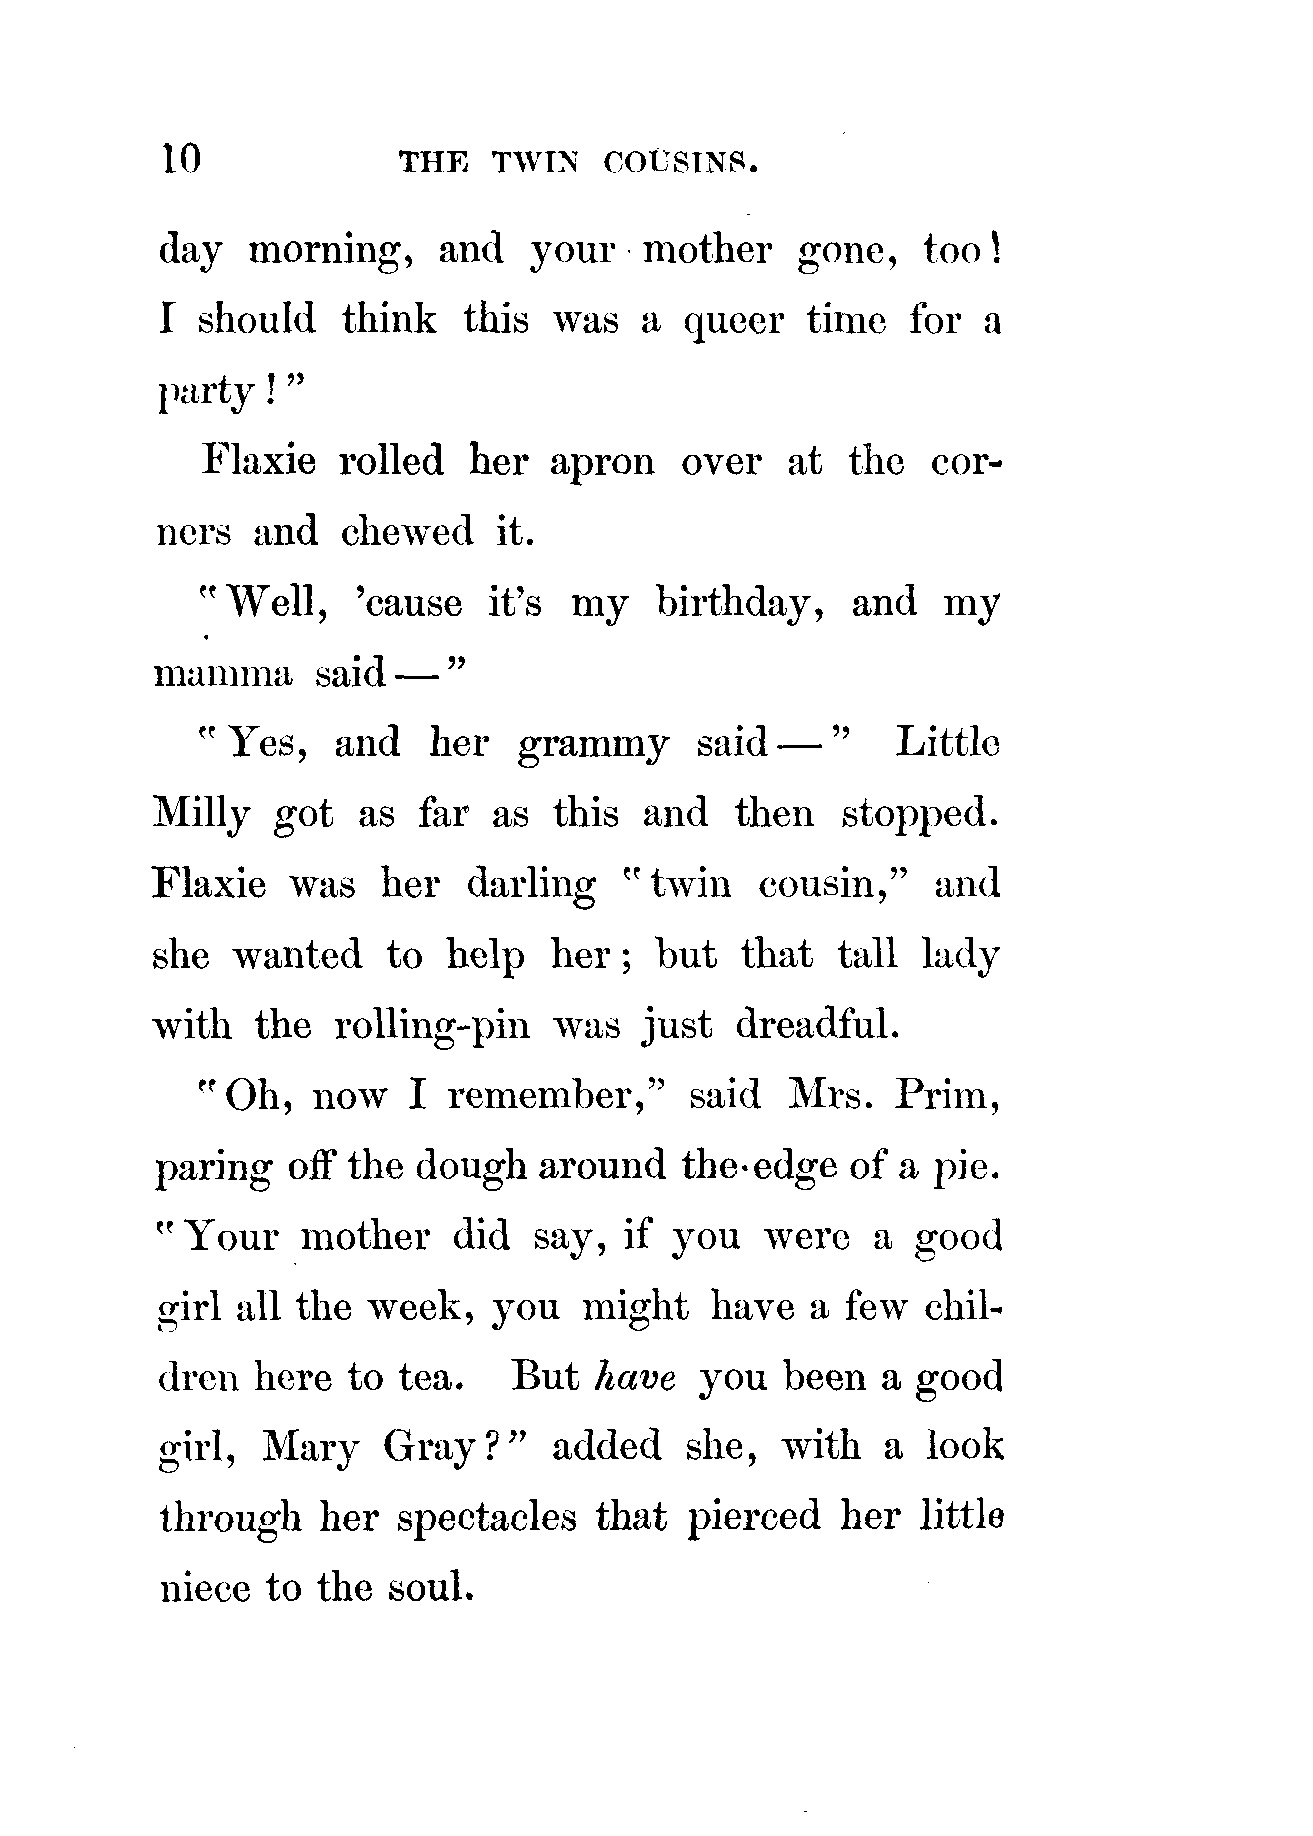 10 THE TWIN COUSINS.
day morning, and your mother gone, too!
I should think this was a queer time for a
party!"
Flaxie rolled her apron over at the cor-
ners and chewed it.
"Well, 'cause it's my birthday, and my
mamma said—"
"Yes, and her grammy said—" Little
Milly got as far as this and then stopped.
Flaxie was her darling "twin cousin," and
she wanted to help her; but that tall lady
with the rolling-pin was just dreadful.
"Oh, now I remember," said Mrs. Prim,
paring off the dough around the edge of a pie.
"Your mother did say, if you were a good
girl all the week, you might have a few chil-
dren here to tea. But have you been a good
girl, Mary Gray?" added she, with a look
through her spectacles that pierced her little
niece to the soul.